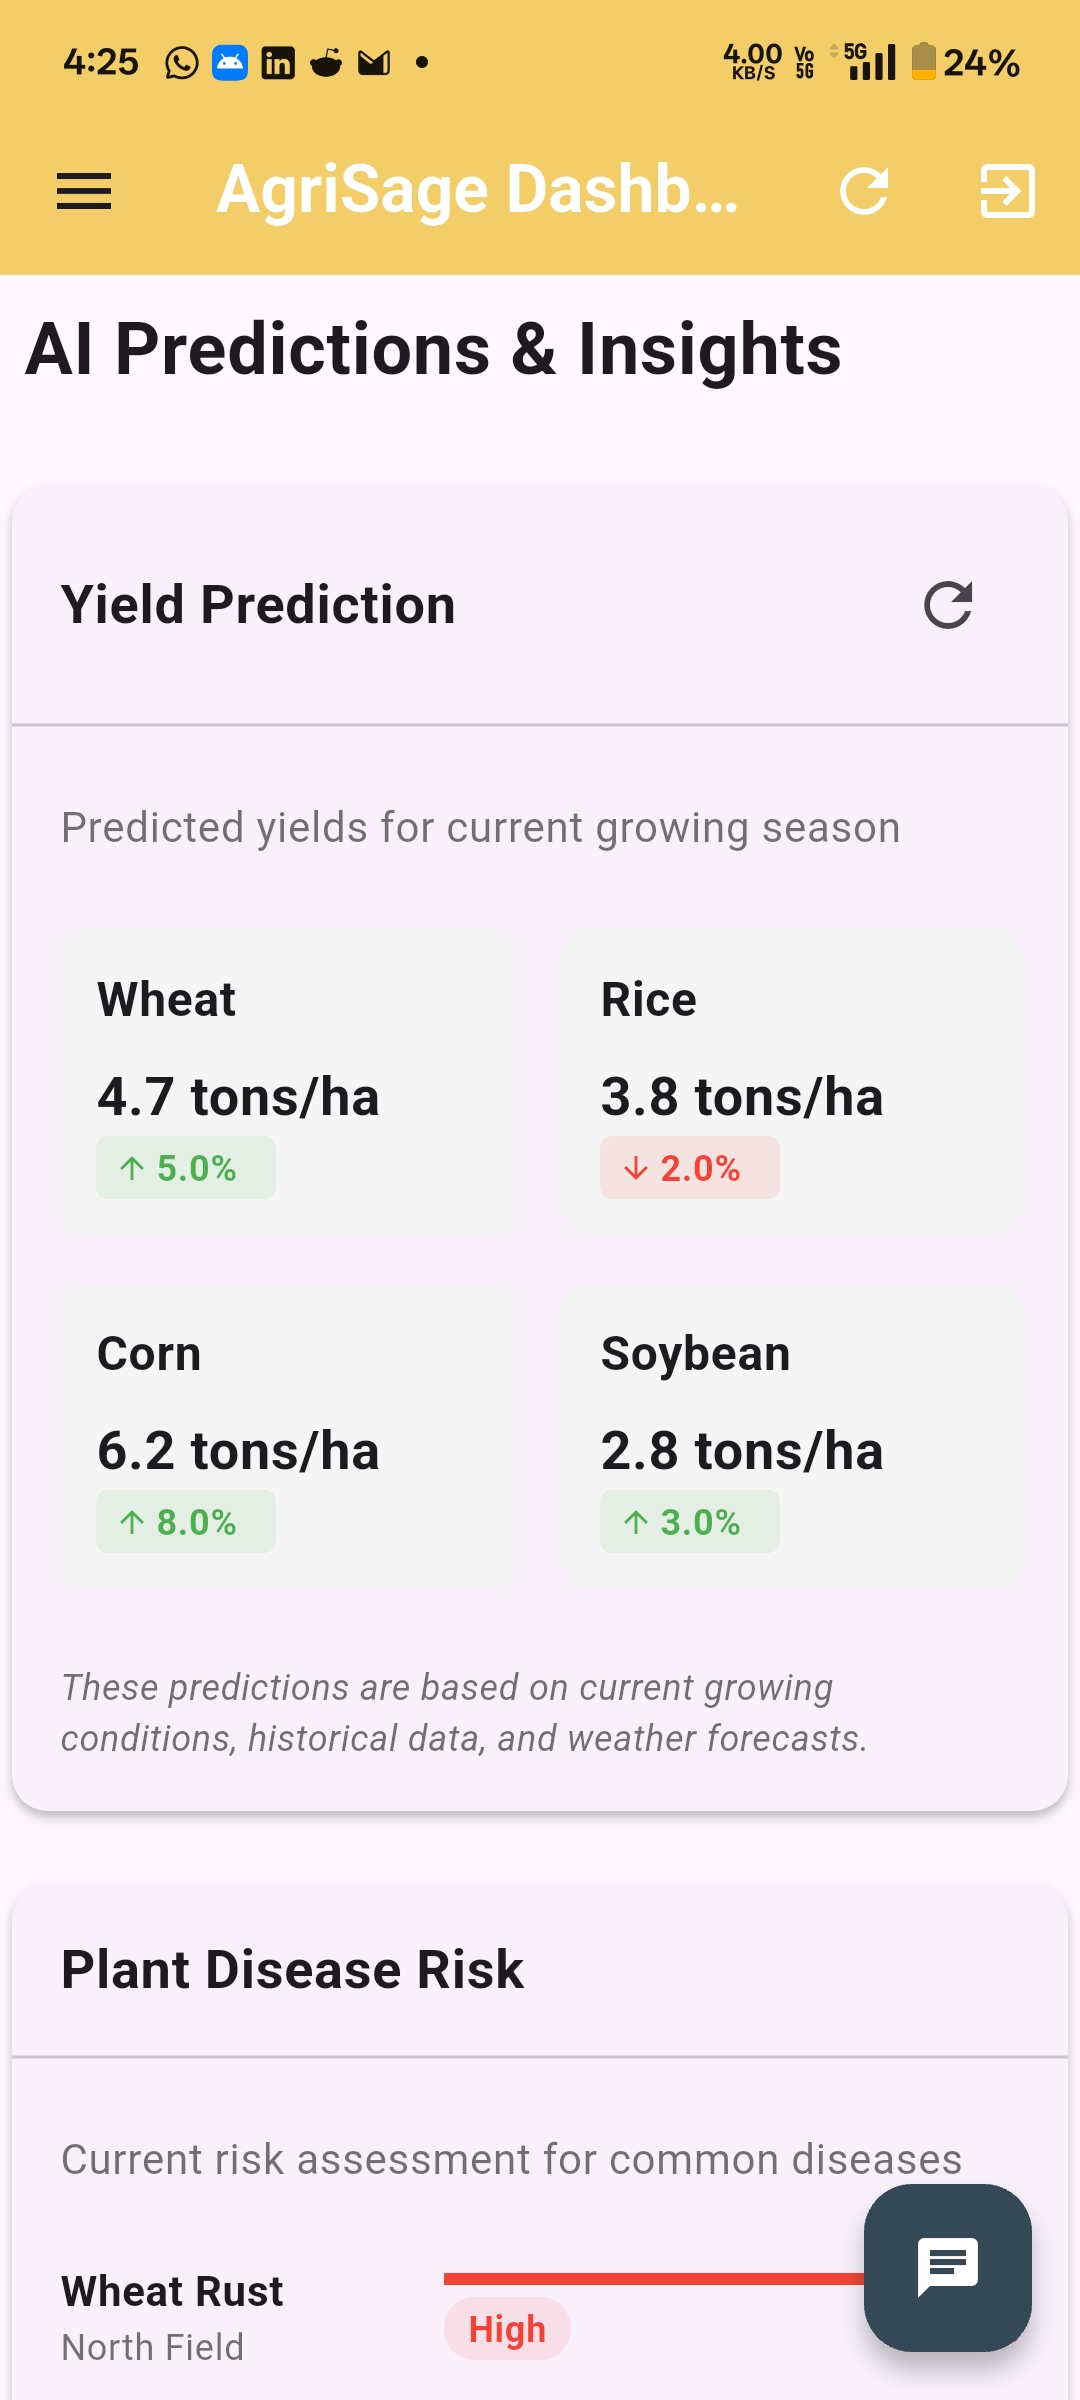 4:25
4.00 KB/S Vo 5G 5G 24%
AgriSage Dashb...
AI Predictions & Insights
Yield Prediction
Predicted yields for current growing season
Wheat
4.7 tons/ha
↑ 5.0%
Rice
3.8 tons/ha
↓ 2.0%
Corn
6.2 tons/ha
↑ 8.0%
Soybean
2.8 tons/ha
↑ 3.0%
These predictions are based on current growing
conditions, historical data, and weather forecasts.
Plant Disease Risk
Current risk assessment for common diseases
Wheat Rust
North Field
High